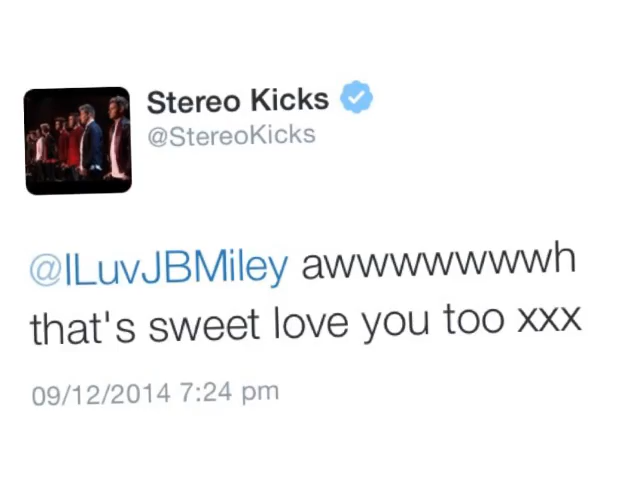 Stereo Kicks
@StereoKicks
@ILuvJBMiley awwwwwwwh
that's sweet love you too xxx
09/12/2014 7:24 pm